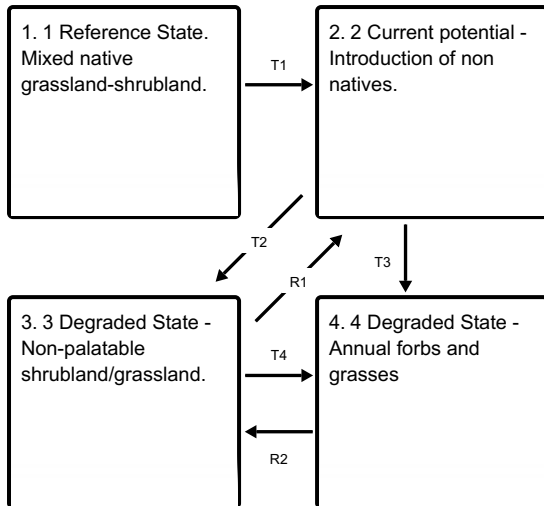 1. 1 Reference State.
Mixed native
grassland-shrubland.
T1
2. 2 Current potential -
Introduction of non
natives.
T2
R1
T3
3. 3 Degraded State -
Non-palatable
shrubland/grassland.
T4
R2
4. 4 Degraded State -
Annual forbs and
grasses